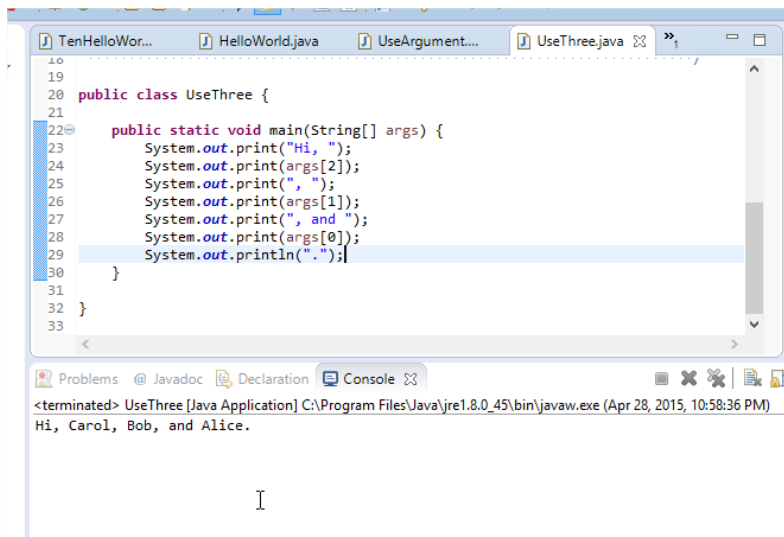 TenHelloWor... HelloWorld.java UseArgument.... UseThree.java »1
18 /
19
20 public class UseThree {
21
22 public static void main(String[] args) {
23 System.out.print("Hi, ");
24 System.out.print(args[2]);
25 System.out.print(", ");
26 System.out.print(args[1]);
27 System.out.print(", and ");
28 System.out.print(args[0]);
29 System.out.println(".");
30 }
31
32 }
33
Problems @ Javadoc Declaration Console
<terminated> UseThree [Java Application] C:\Program Files\Java\jre1.8.0_45\bin\javaw.exe (Apr 28, 2015, 10:58:36 PM)
Hi, Carol, Bob, and Alice.